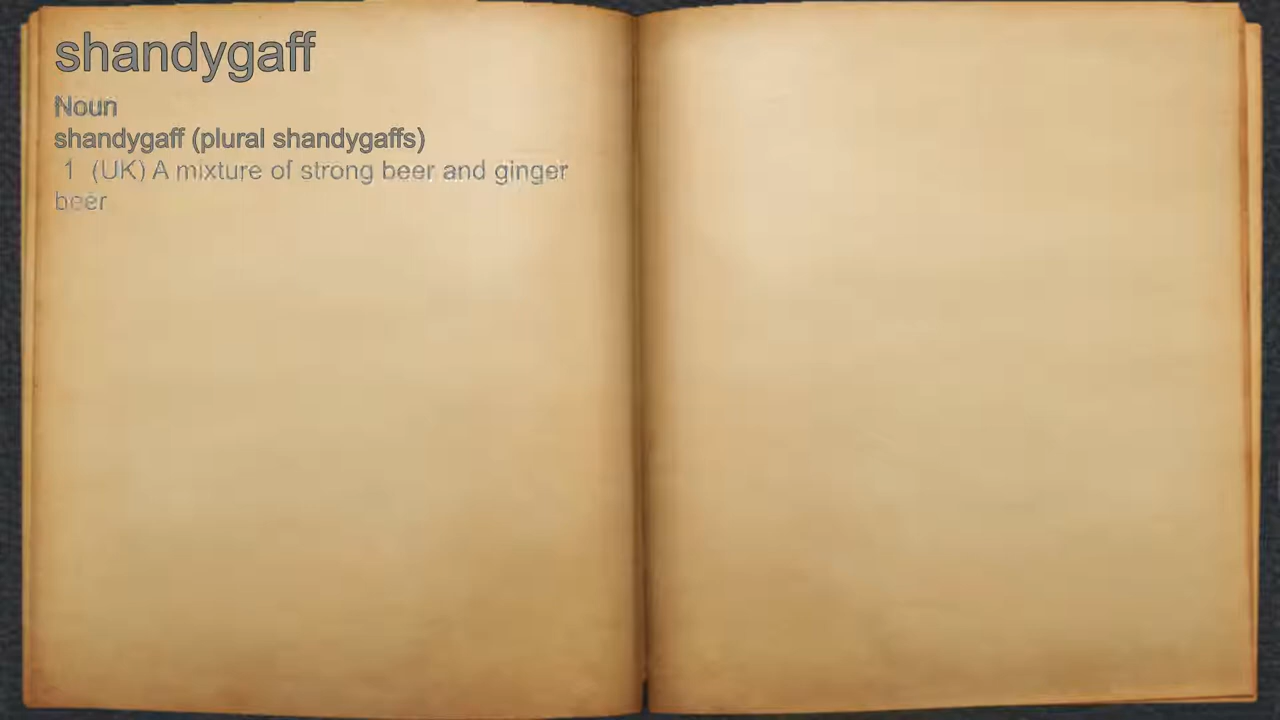 shandygaff
Noun
shandygaff (plural shandygaffs)
1 (UK) A mixture of strong beer and ginger
beer